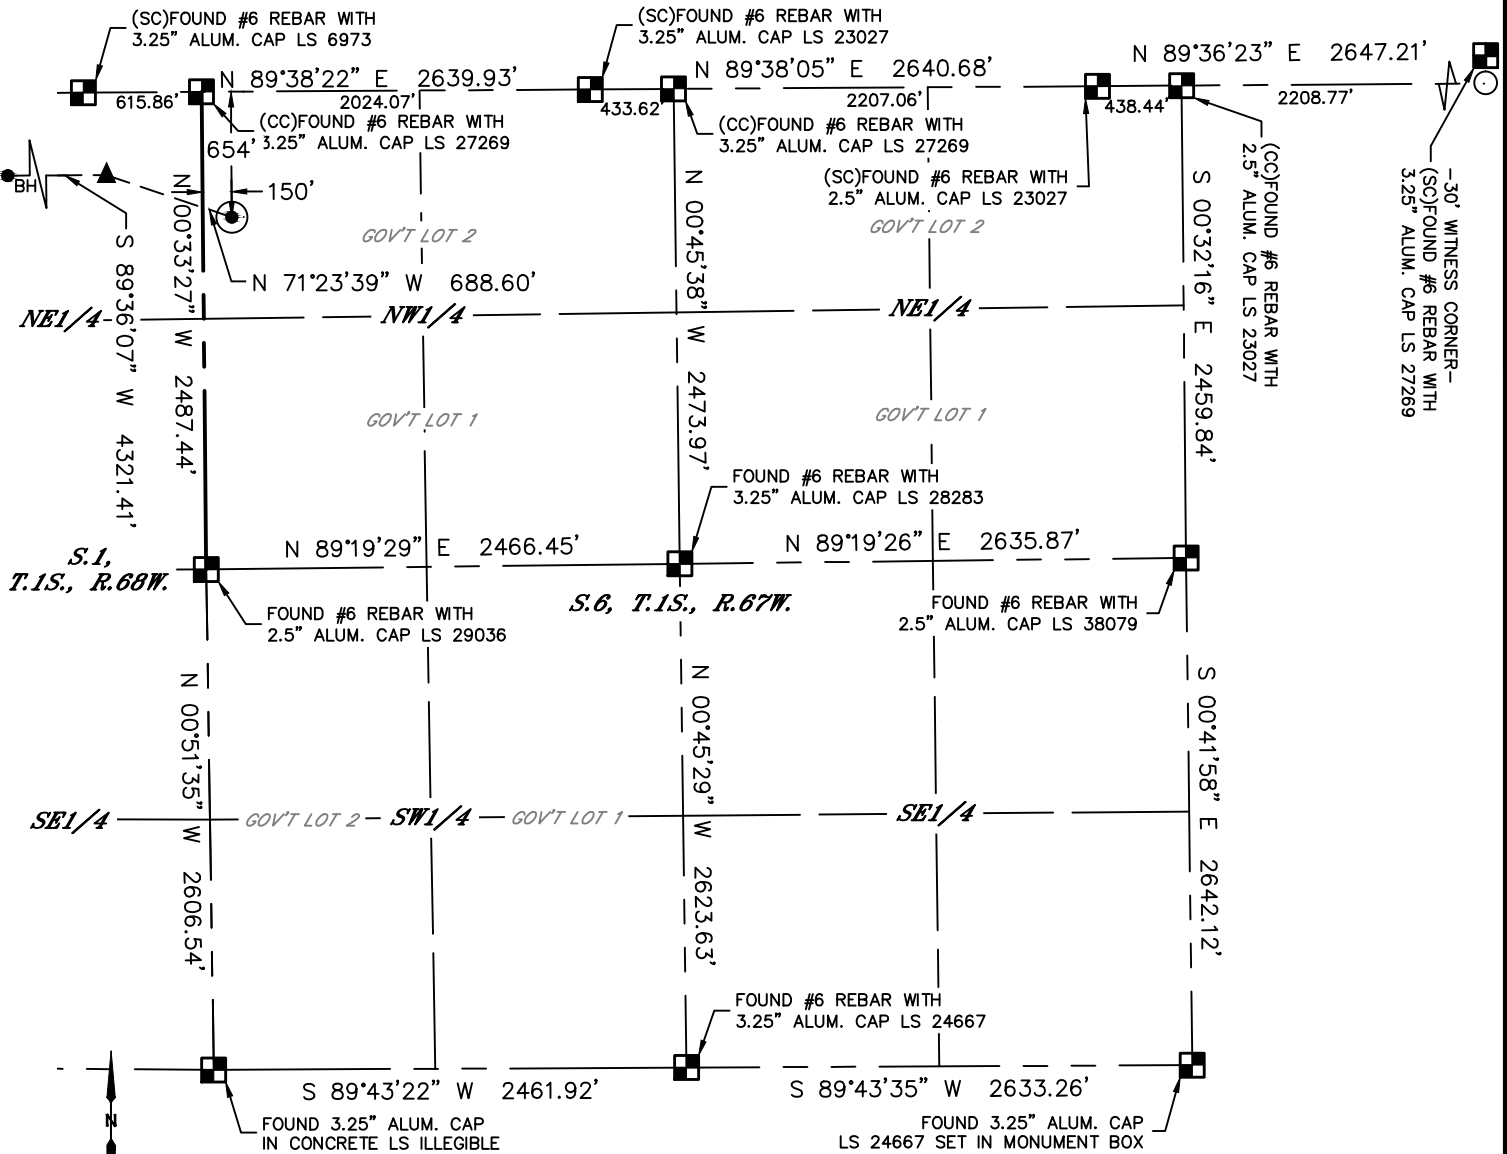 (SC)FOUND #6 REBAR WITH
3.25" ALUM. CAP LS 6973
(SC)FOUND #6 REBAR WITH
3.25" ALUM. CAP LS 23027
N 89°38'22" E 2639.93'
N 89°38'05" E 2640.68'
N 89°36'23" E 2647.21'
615.86'
2024.07'
433.62'
2207.06'
438.44'
2208.77'
(CC)FOUND #6 REBAR WITH
3.25" ALUM. CAP LS 27269
(CC)FOUND #6 REBAR WITH
3.25" ALUM. CAP LS 27269
(SC)FOUND #6 REBAR WITH
2.5" ALUM. CAP LS 23027
(CC)FOUND #6 REBAR WITH
2.5" ALUM. CAP LS 23027
-30' WITNESS CORNER-
(SC)FOUND #6 REBAR WITH
3.25" ALUM. CAP LS 27269
654'
150'
BH
S 89°36'07" W 4321.41'
N 00°33'27" W 2487.44'
N 71°23'39" W 688.60'
N 00°45'38" W 2473.97'
S 00°32'16" E 2459.84'
GOV'T LOT 2
GOV'T LOT 2
NE1/4
NW1/4
NE1/4
GOV'T LOT 1
GOV'T LOT 1
FOUND #6 REBAR WITH
3.25" ALUM. CAP LS 28283
N 89°19'29" E 2466.45'
N 89°19'26" E 2635.87'
S.1,
T.1S., R.68W.
S.6, T.1S., R.67W.
FOUND #6 REBAR WITH
2.5" ALUM. CAP LS 29036
FOUND #6 REBAR WITH
2.5" ALUM. CAP LS 38079
N 00°51'35" W 2606.54'
N 00°45'29" W 2623.63'
S 00°41'58" E 2642.12'
SE1/4
GOV'T LOT 2
SW1/4
GOV'T LOT 1
SE1/4
FOUND #6 REBAR WITH
3.25" ALUM. CAP LS 24667
S 89°43'22" W 2461.92'
S 89°43'35" W 2633.26'
N
FOUND 3.25" ALUM. CAP
IN CONCRETE LS ILLEGIBLE
FOUND 3.25" ALUM. CAP
LS 24667 SET IN MONUMENT BOX